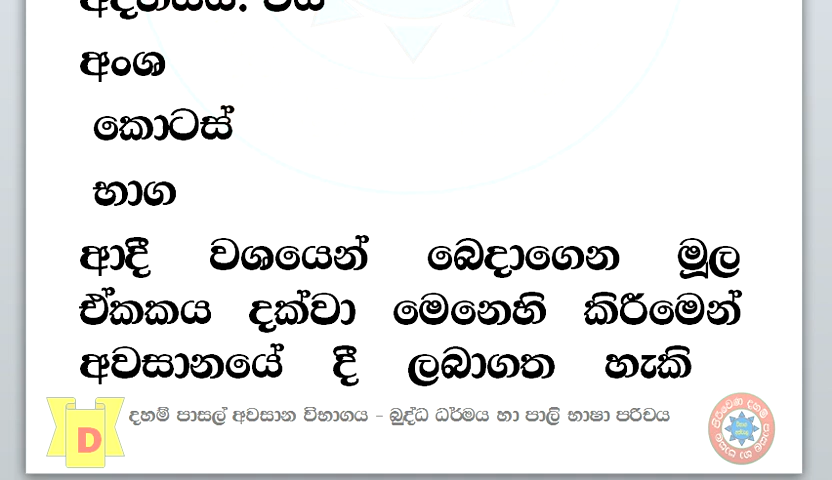 අංශ
කොටස්
භාග
ආදී වශයෙන් බෙදාගෙන මූල
ඒකකය දක්වා මෙනෙහි කිරීමෙන්
අවසානයේ දී ලබාගත හැකි
D දහම් පාසල් අවසාන විභාගය - බුද්ධ ධර්මය හා පාලි භාෂා පරිචය